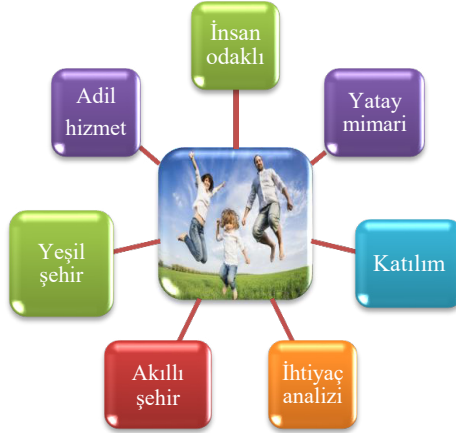 İnsan
odaklı
Yatay
mimari
Katılım
İhtiyaç
analizi
Akıllı
şehir
Yeşil
şehir
Adil
hizmet